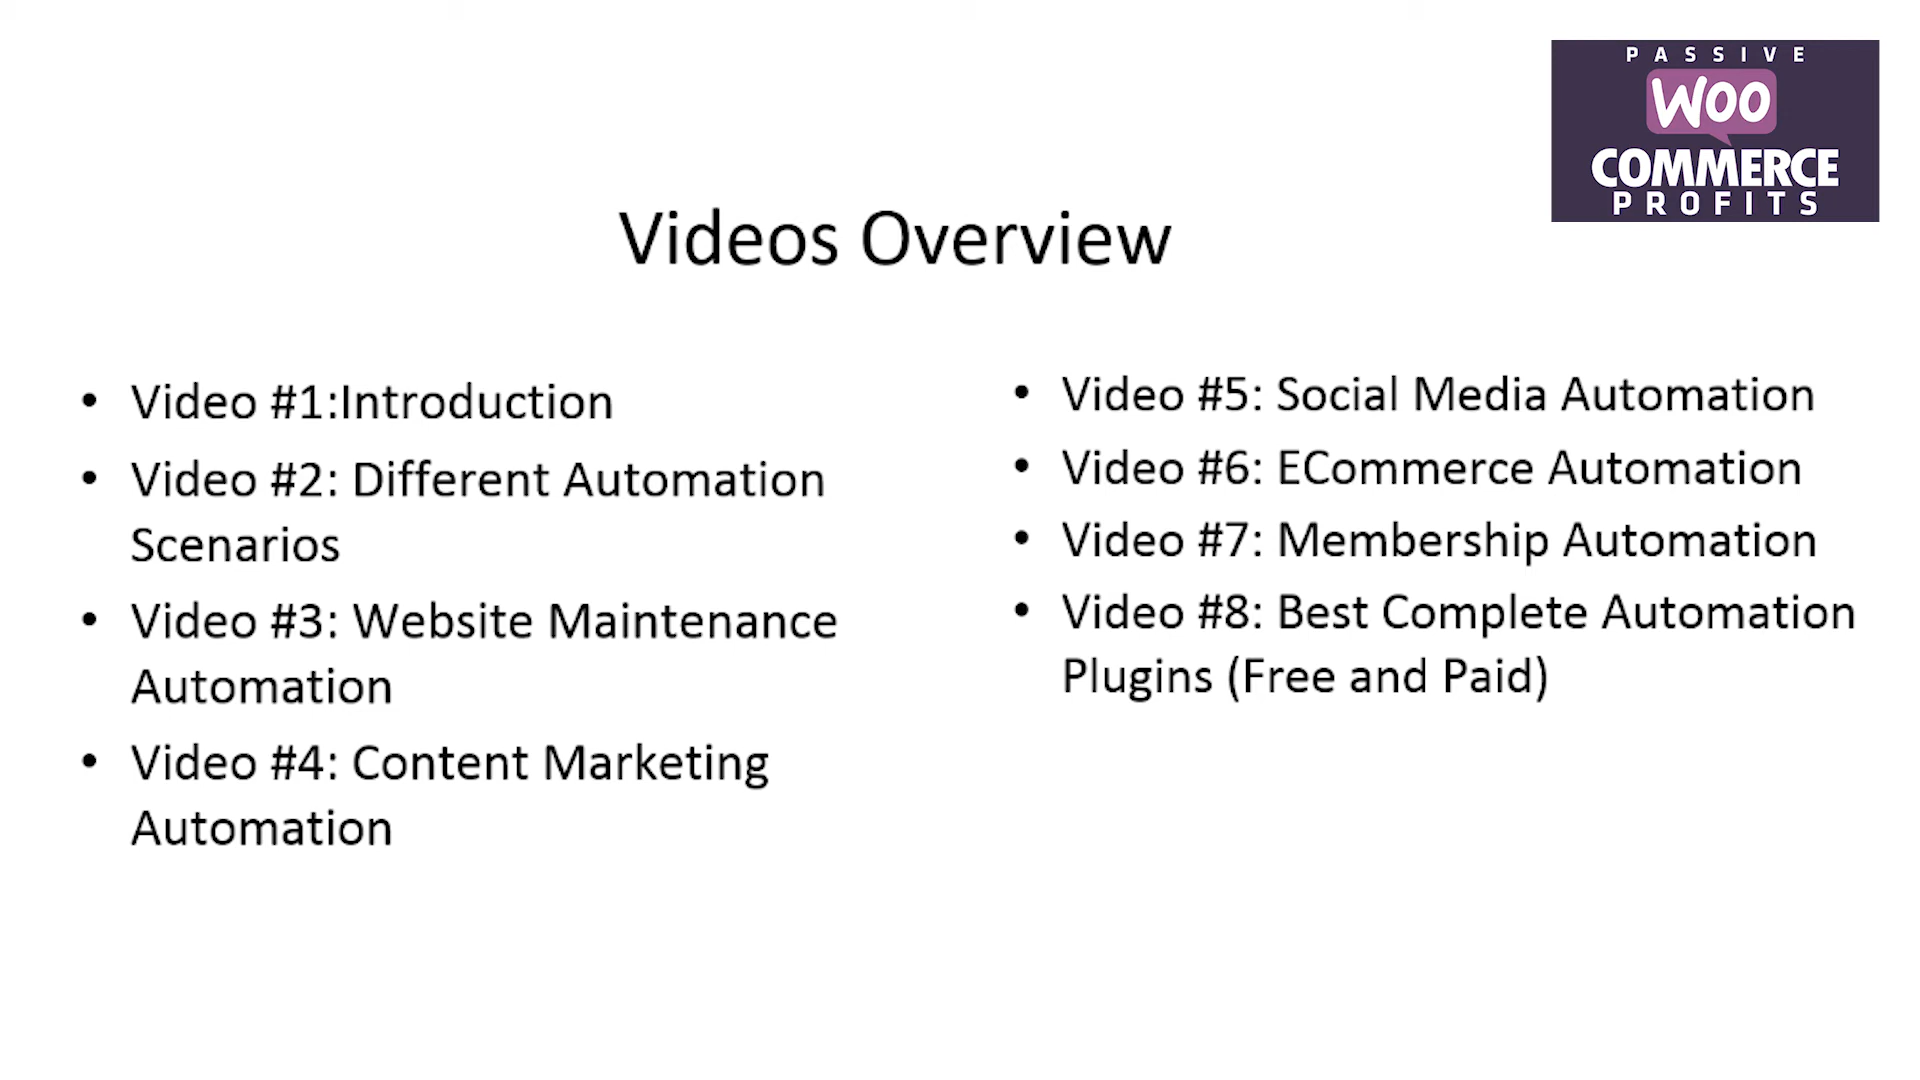 PASSIVE
WOO
COMMERCE
PROFITS
Videos Overview
• Video #1:Introduction
• Video #2: Different Automation
Scenarios
• Video #3: Website Maintenance
Automation
• Video #4: Content Marketing
Automation
• Video #5: Social Media Automation
• Video #6: ECommerce Automation
• Video #7: Membership Automation
• Video #8: Best Complete Automation
Plugins (Free and Paid)